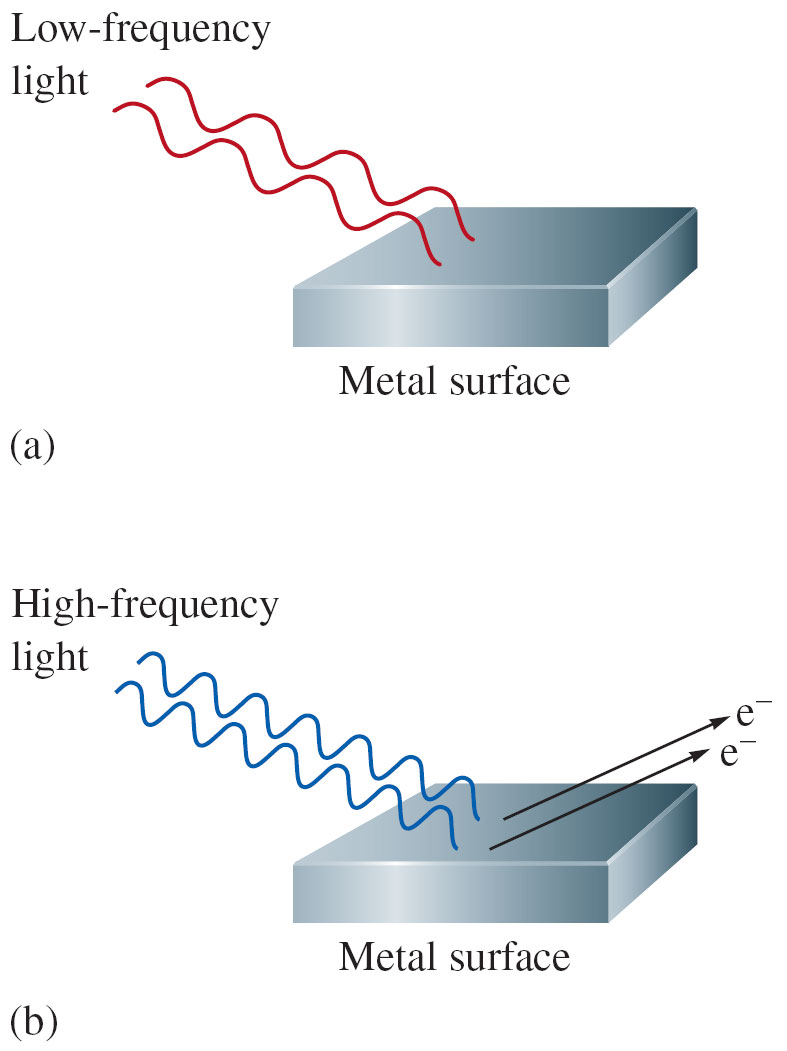 Low-frequency
light
Metal surface
(a)
High-frequency
light
e⁻
e⁻
Metal surface
(b)